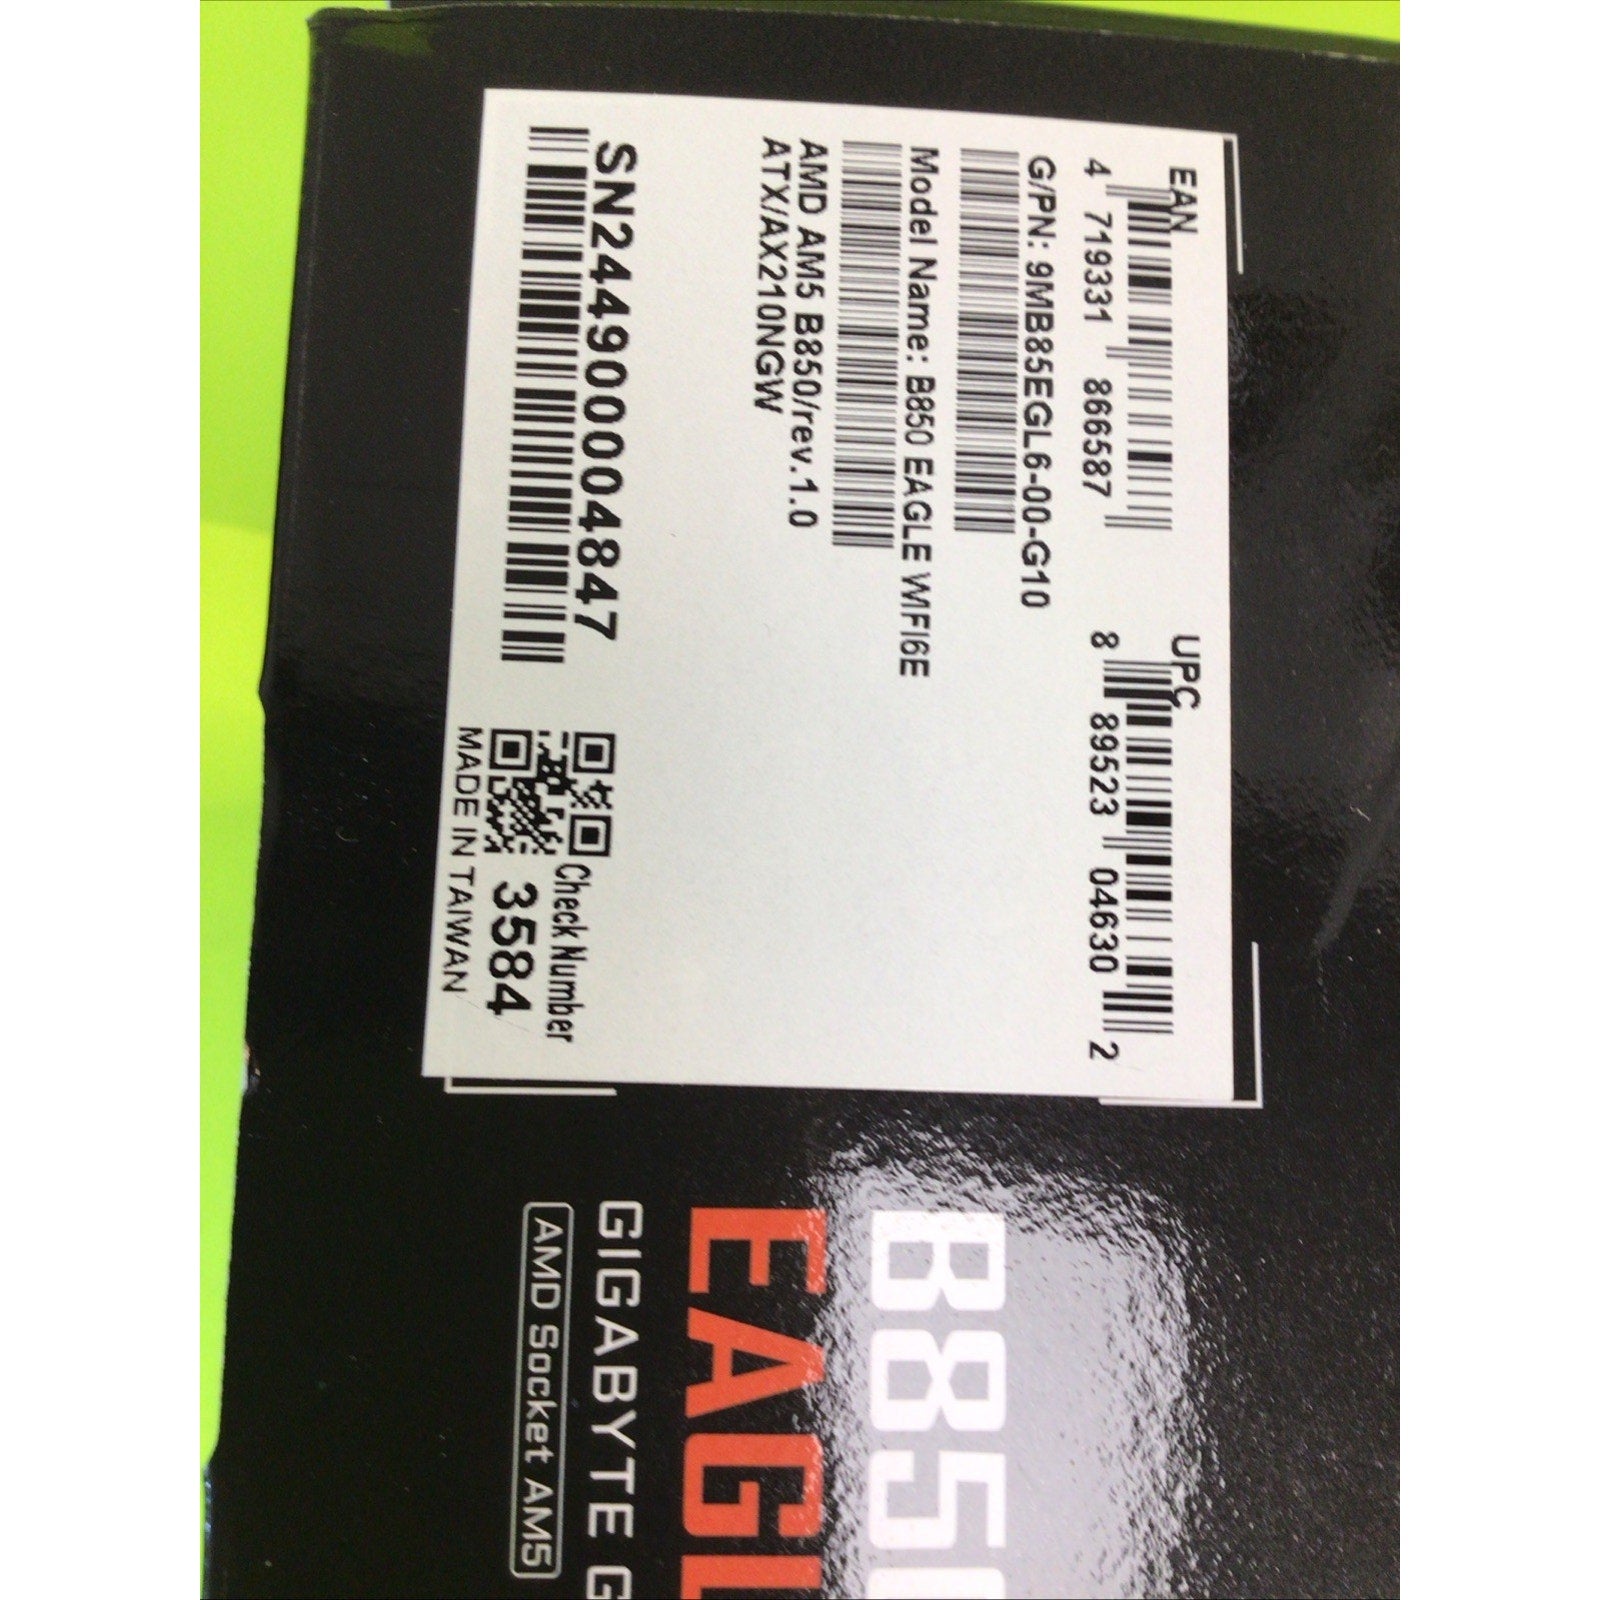 EAN
4 719331 866587
UPC
8 89523 04630 2
G/PN: 9MB85EGL6-00-G10
Model Name: B850 EAGLE WIFI6E
AMD AM5 B850/rev.1.0
ATX/AX210NGW
SN244900004847
Check Number
3584
MADE IN TAIWAN
B850
EAGL
GIGABYTE G
AMD Socket AM5